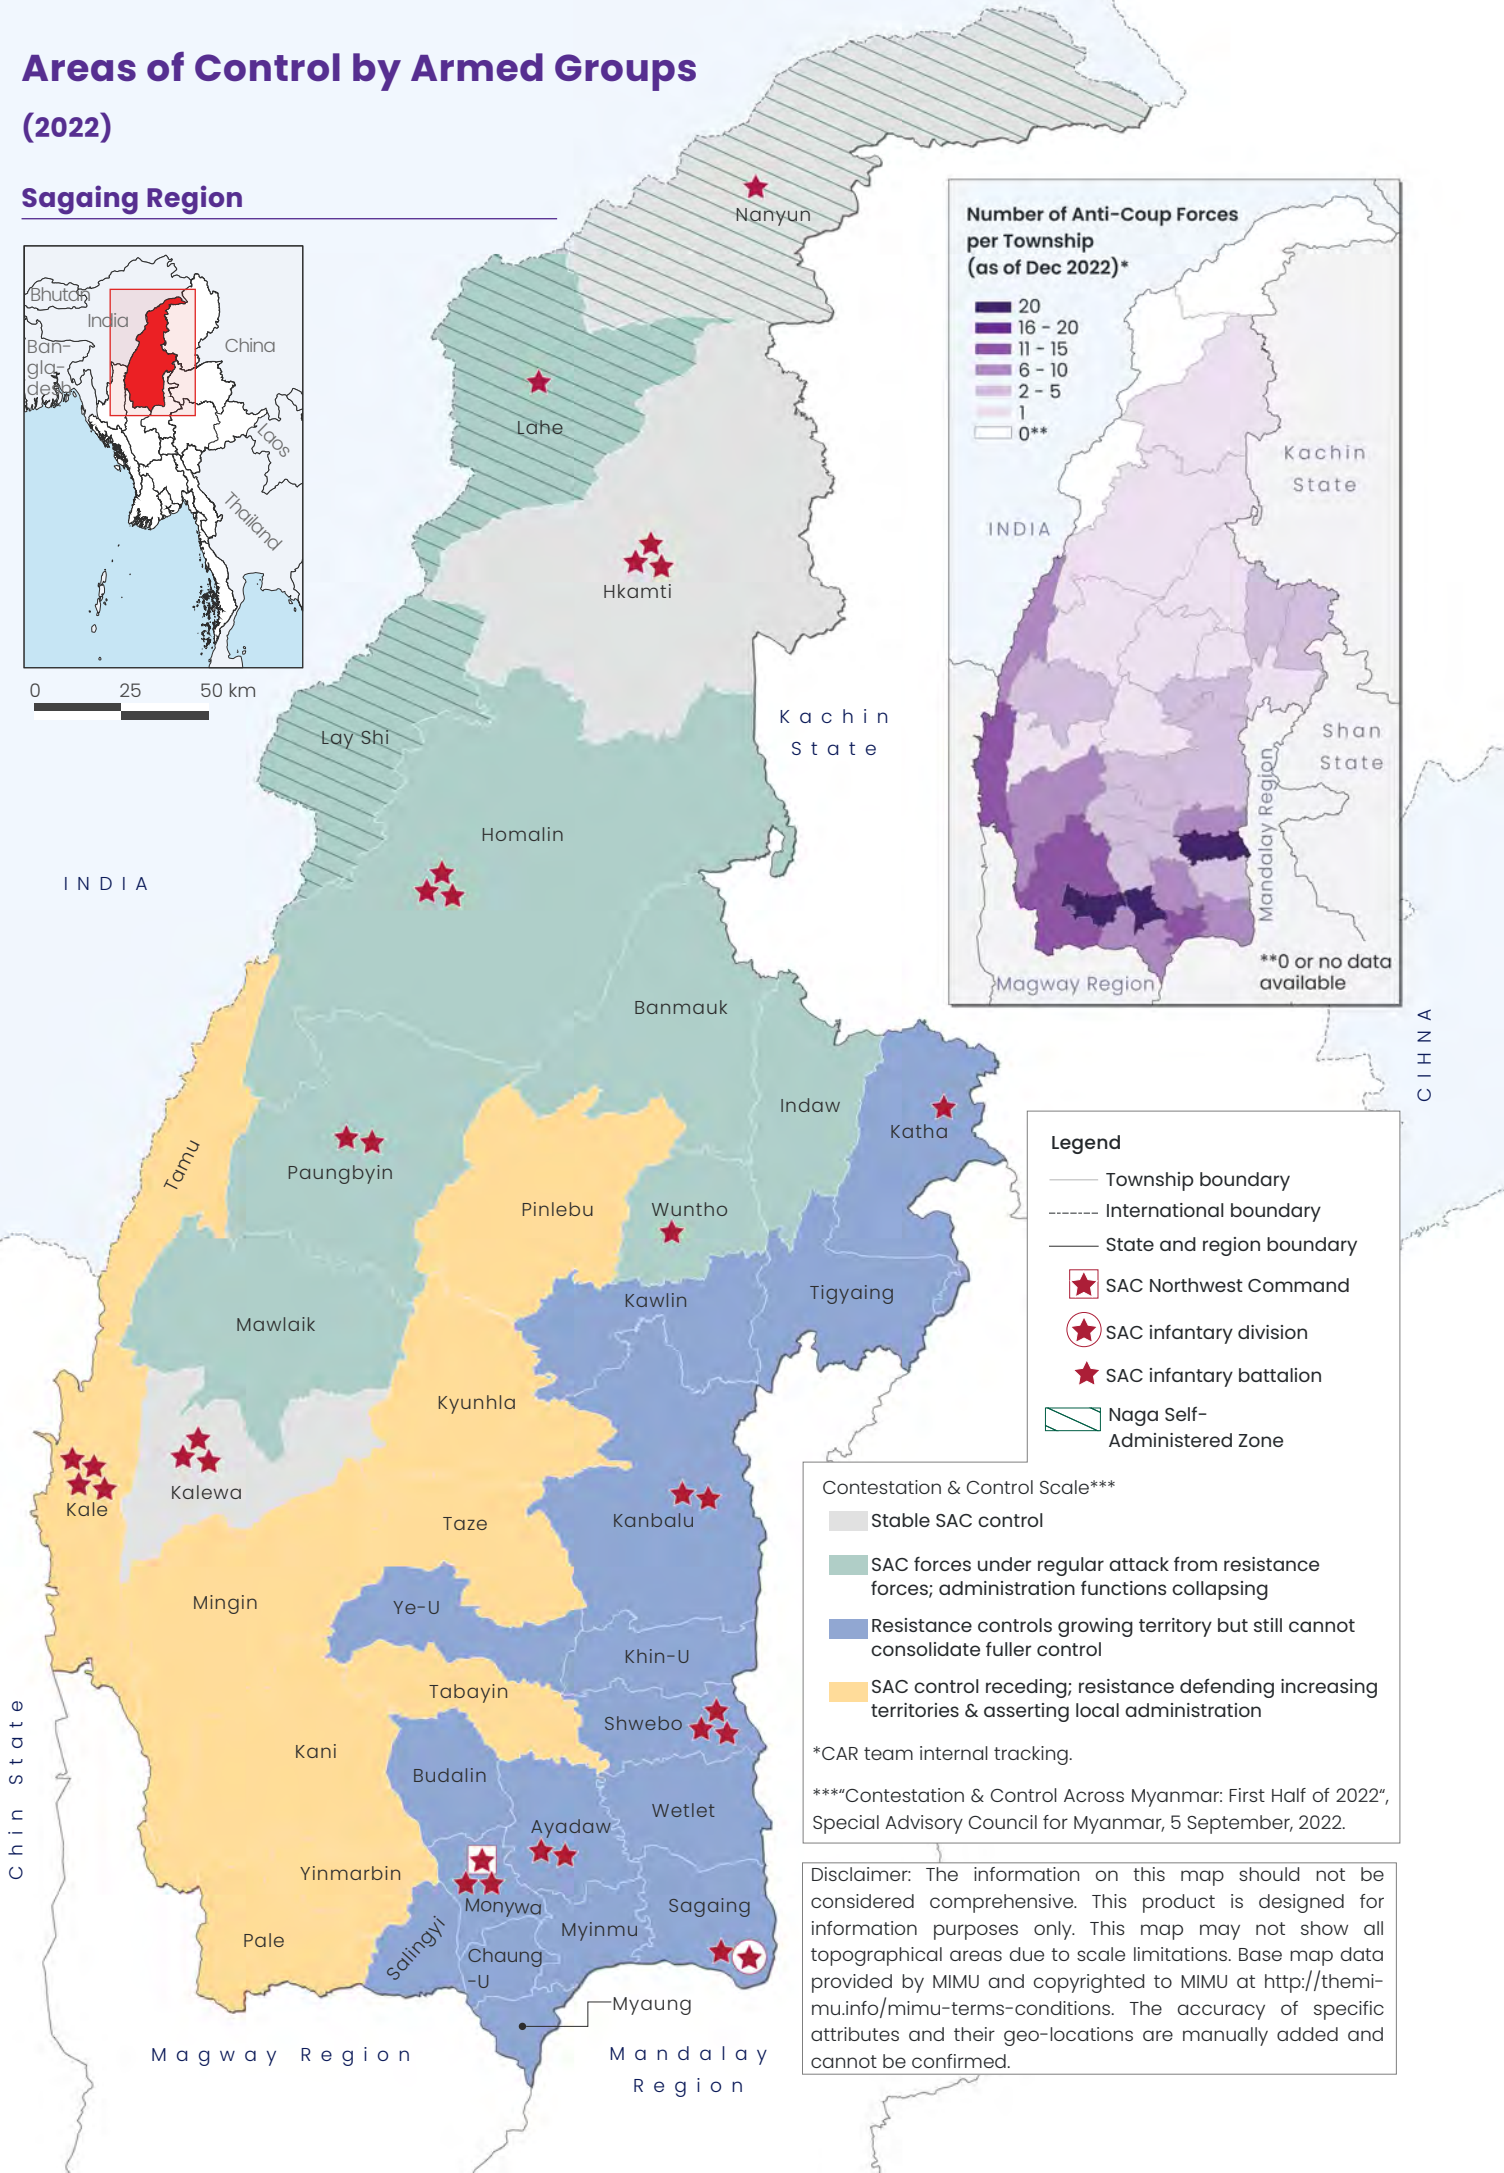 Areas of Control by Armed Groups
(2022)
Sagaing Region
Bhutan
India
China
Ban-
gla-
desh
Laos
Thailand
0 25 50 km
Number of Anti-Coup Forces
per Township
(as of Dec 2022)*
20
16 - 20
11 - 15
6 - 10
2 - 5
1
0**
Kachin
State
INDIA
Shan
State
Mandalay Region
Magway Region
**0 or no data
available
Nanyun
Lahe
Hkamti
Kachin
State
Lay Shi
Homalin
INDIA
Banmauk
Indaw
Katha
Tamu
Paungbyin
Pinlebu
Wuntho
Kawlin
Tigyaing
Mawlaik
Kyunhla
Kale
Kalewa
Taze
Kanbalu
Mingin
Ye-U
Khin-U
Tabayin
Shwebo
Kani
Budalin
Wetlet
Ayadaw
Yinmarbin
Monywa
Sagaing
Myinmu
Pale
Salingyi
Chaung
-U
Myaung
Chin State
Magway Region
Mandalay
Region
CIHNA
Legend
Township boundary
International boundary
State and region boundary
SAC Northwest Command
SAC infantary division
SAC infantary battalion
Naga Self-
Administered Zone
Contestation & Control Scale***
Stable SAC control
SAC forces under regular attack from resistance
forces; administration functions collapsing
Resistance controls growing territory but still cannot
consolidate fuller control
SAC control receding; resistance defending increasing
territories & asserting local administration
*CAR team internal tracking.
***“Contestation & Control Across Myanmar: First Half of 2022“,
Special Advisory Council for Myanmar, 5 September, 2022.
Disclaimer: The information on this map should not be
considered comprehensive. This product is designed for
information purposes only. This map may not show all
topographical areas due to scale limitations. Base map data
provided by MIMU and copyrighted to MIMU at http://themi-
mu.info/mimu-terms-conditions. The accuracy of specific
attributes and their geo-locations are manually added and
cannot be confirmed.